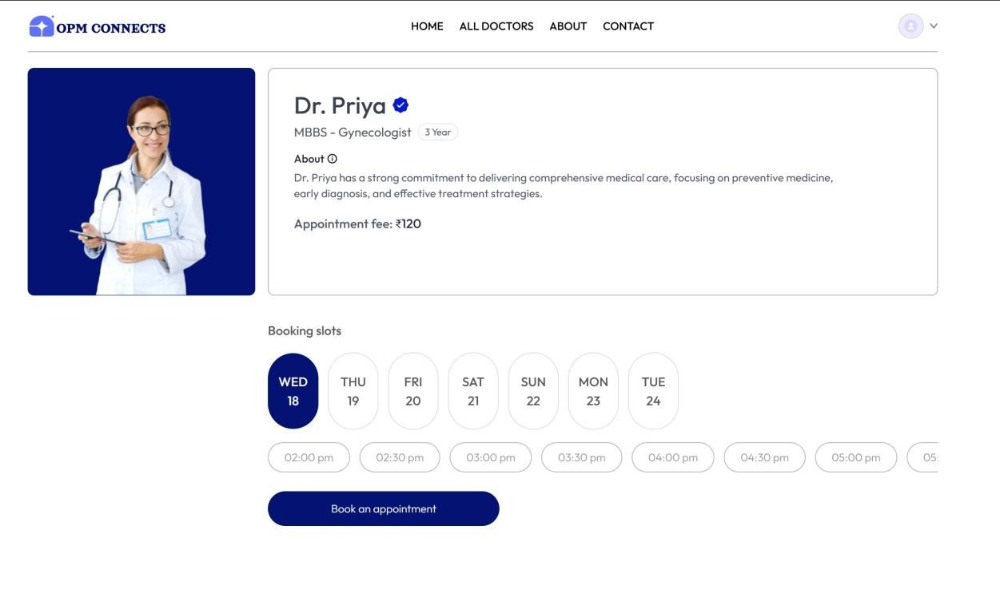 OPM CONNECTS
HOME ALL DOCTORS ABOUT CONTACT
Dr. Priya
MBBS - Gynecologist 3 Year
About
Dr. Priya has a strong commitment to delivering comprehensive medical care, focusing on preventive medicine,
early diagnosis, and effective treatment strategies.
Appointment fee: ₹120
Booking slots
WED THU FRI SAT SUN MON TUE
18 19 20 21 22 23 24
02:00 pm 02:30 pm 03:00 pm 03:30 pm 04:00 pm 04:30 pm 05:00 pm 05:
Book an appointment